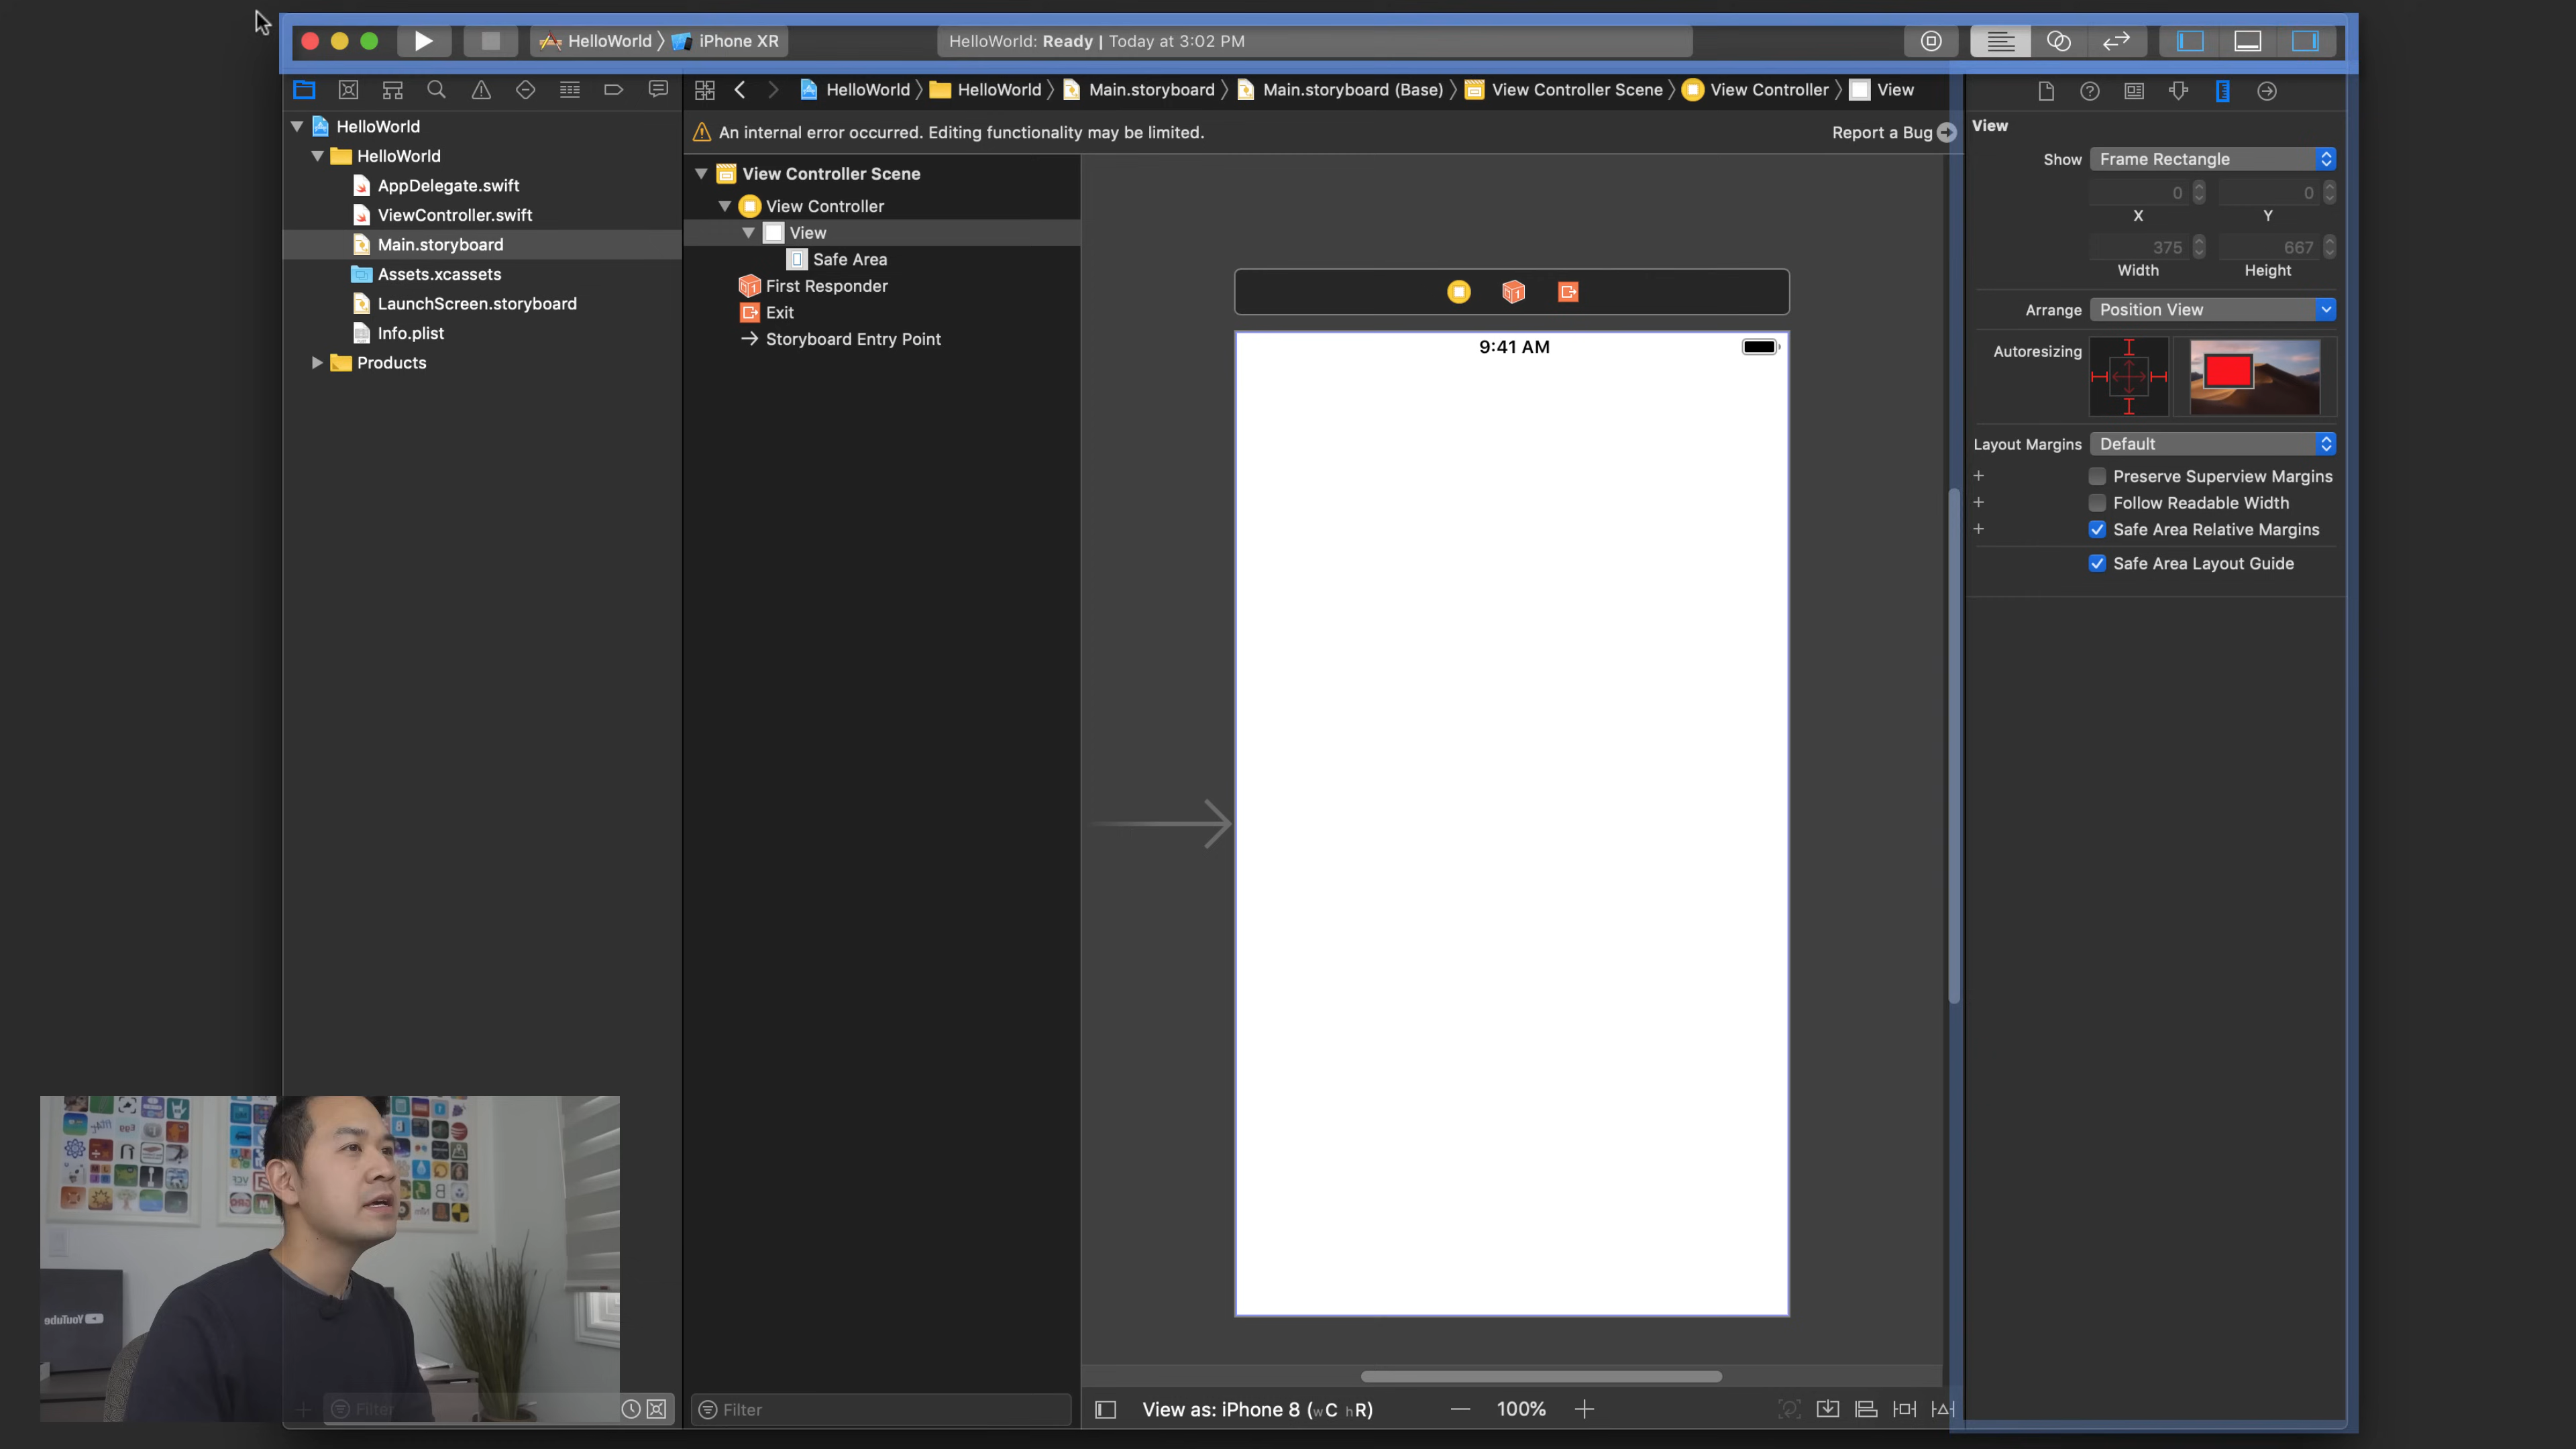 HelloWorld 〉 iPhone XR
HelloWorld: Ready | Today at 3:02 PM
HelloWorld 〉 HelloWorld 〉 Main.storyboard 〉 Main.storyboard (Base) 〉 View Controller Scene 〉 View Controller 〉 View
An internal error occurred. Editing functionality may be limited.
Report a Bug
HelloWorld
HelloWorld
AppDelegate.swift
ViewController.swift
Main.storyboard
Assets.xcassets
LaunchScreen.storyboard
Info.plist
Products
View Controller Scene
View Controller
View
Safe Area
First Responder
Exit
Storyboard Entry Point
9:41 AM
View
Show Frame Rectangle
0 0
X Y
375 667
Width Height
Arrange Position View
Autoresizing
Layout Margins Default
Preserve Superview Margins
Follow Readable Width
Safe Area Relative Margins
Safe Area Layout Guide
YouTube
Filter
Filter
View as: iPhone 8 (wC hR)
100%